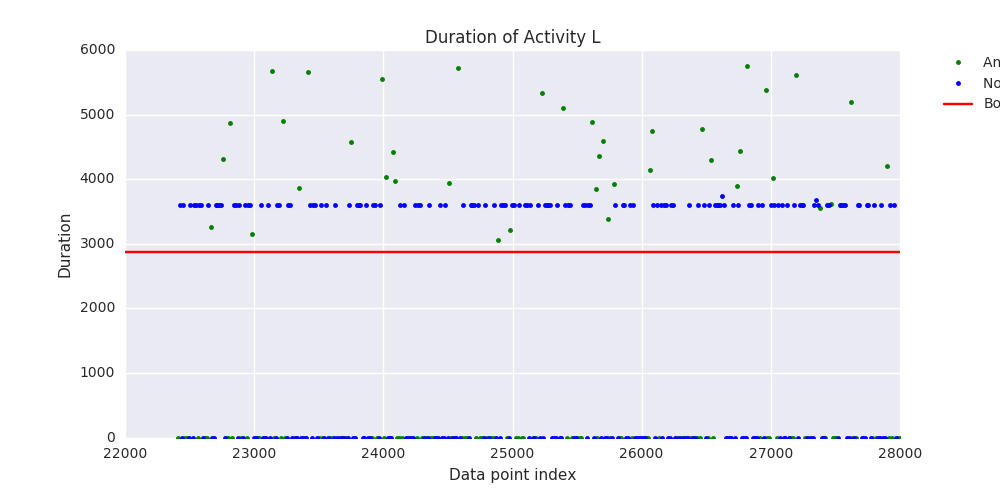 Duration of Activity L
6000
5000
4000
3000
2000
1000
0
Duration
22000 23000 24000 25000 26000 27000 28000
Data point index
An
No
Bo